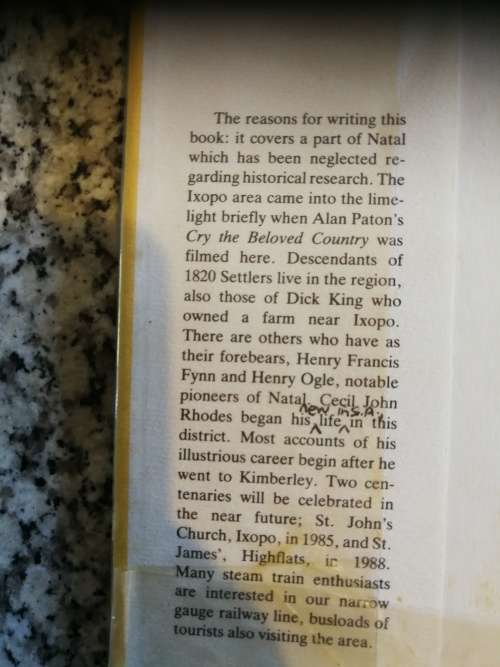 The reasons for writing this
book: it covers a part of Natal
which has been neglected re-
garding historical research. The
Ixopo area came into the lime-
light briefly when Alan Paton's
Cry the Beloved Country was
filmed here. Descendants of
1820 Settlers live in the region,
also those of Dick King who
owned a farm near Ixopo.
There are others who have as
their forebears, Henry Francis
Fynn and Henry Ogle, notable
pioneers of Natal. Cecil John
new in S.A.
Rhodes began his life in this
district. Most accounts of his
illustrious career begin after he
went to Kimberley. Two cen-
tenaries will be celebrated in
the near future; St. John's
Church, Ixopo, in 1985, and St.
James', Highflats, in 1988.
Many steam train enthusiasts
are interested in our narrow
gauge railway line, busloads of
tourists also visiting the area.